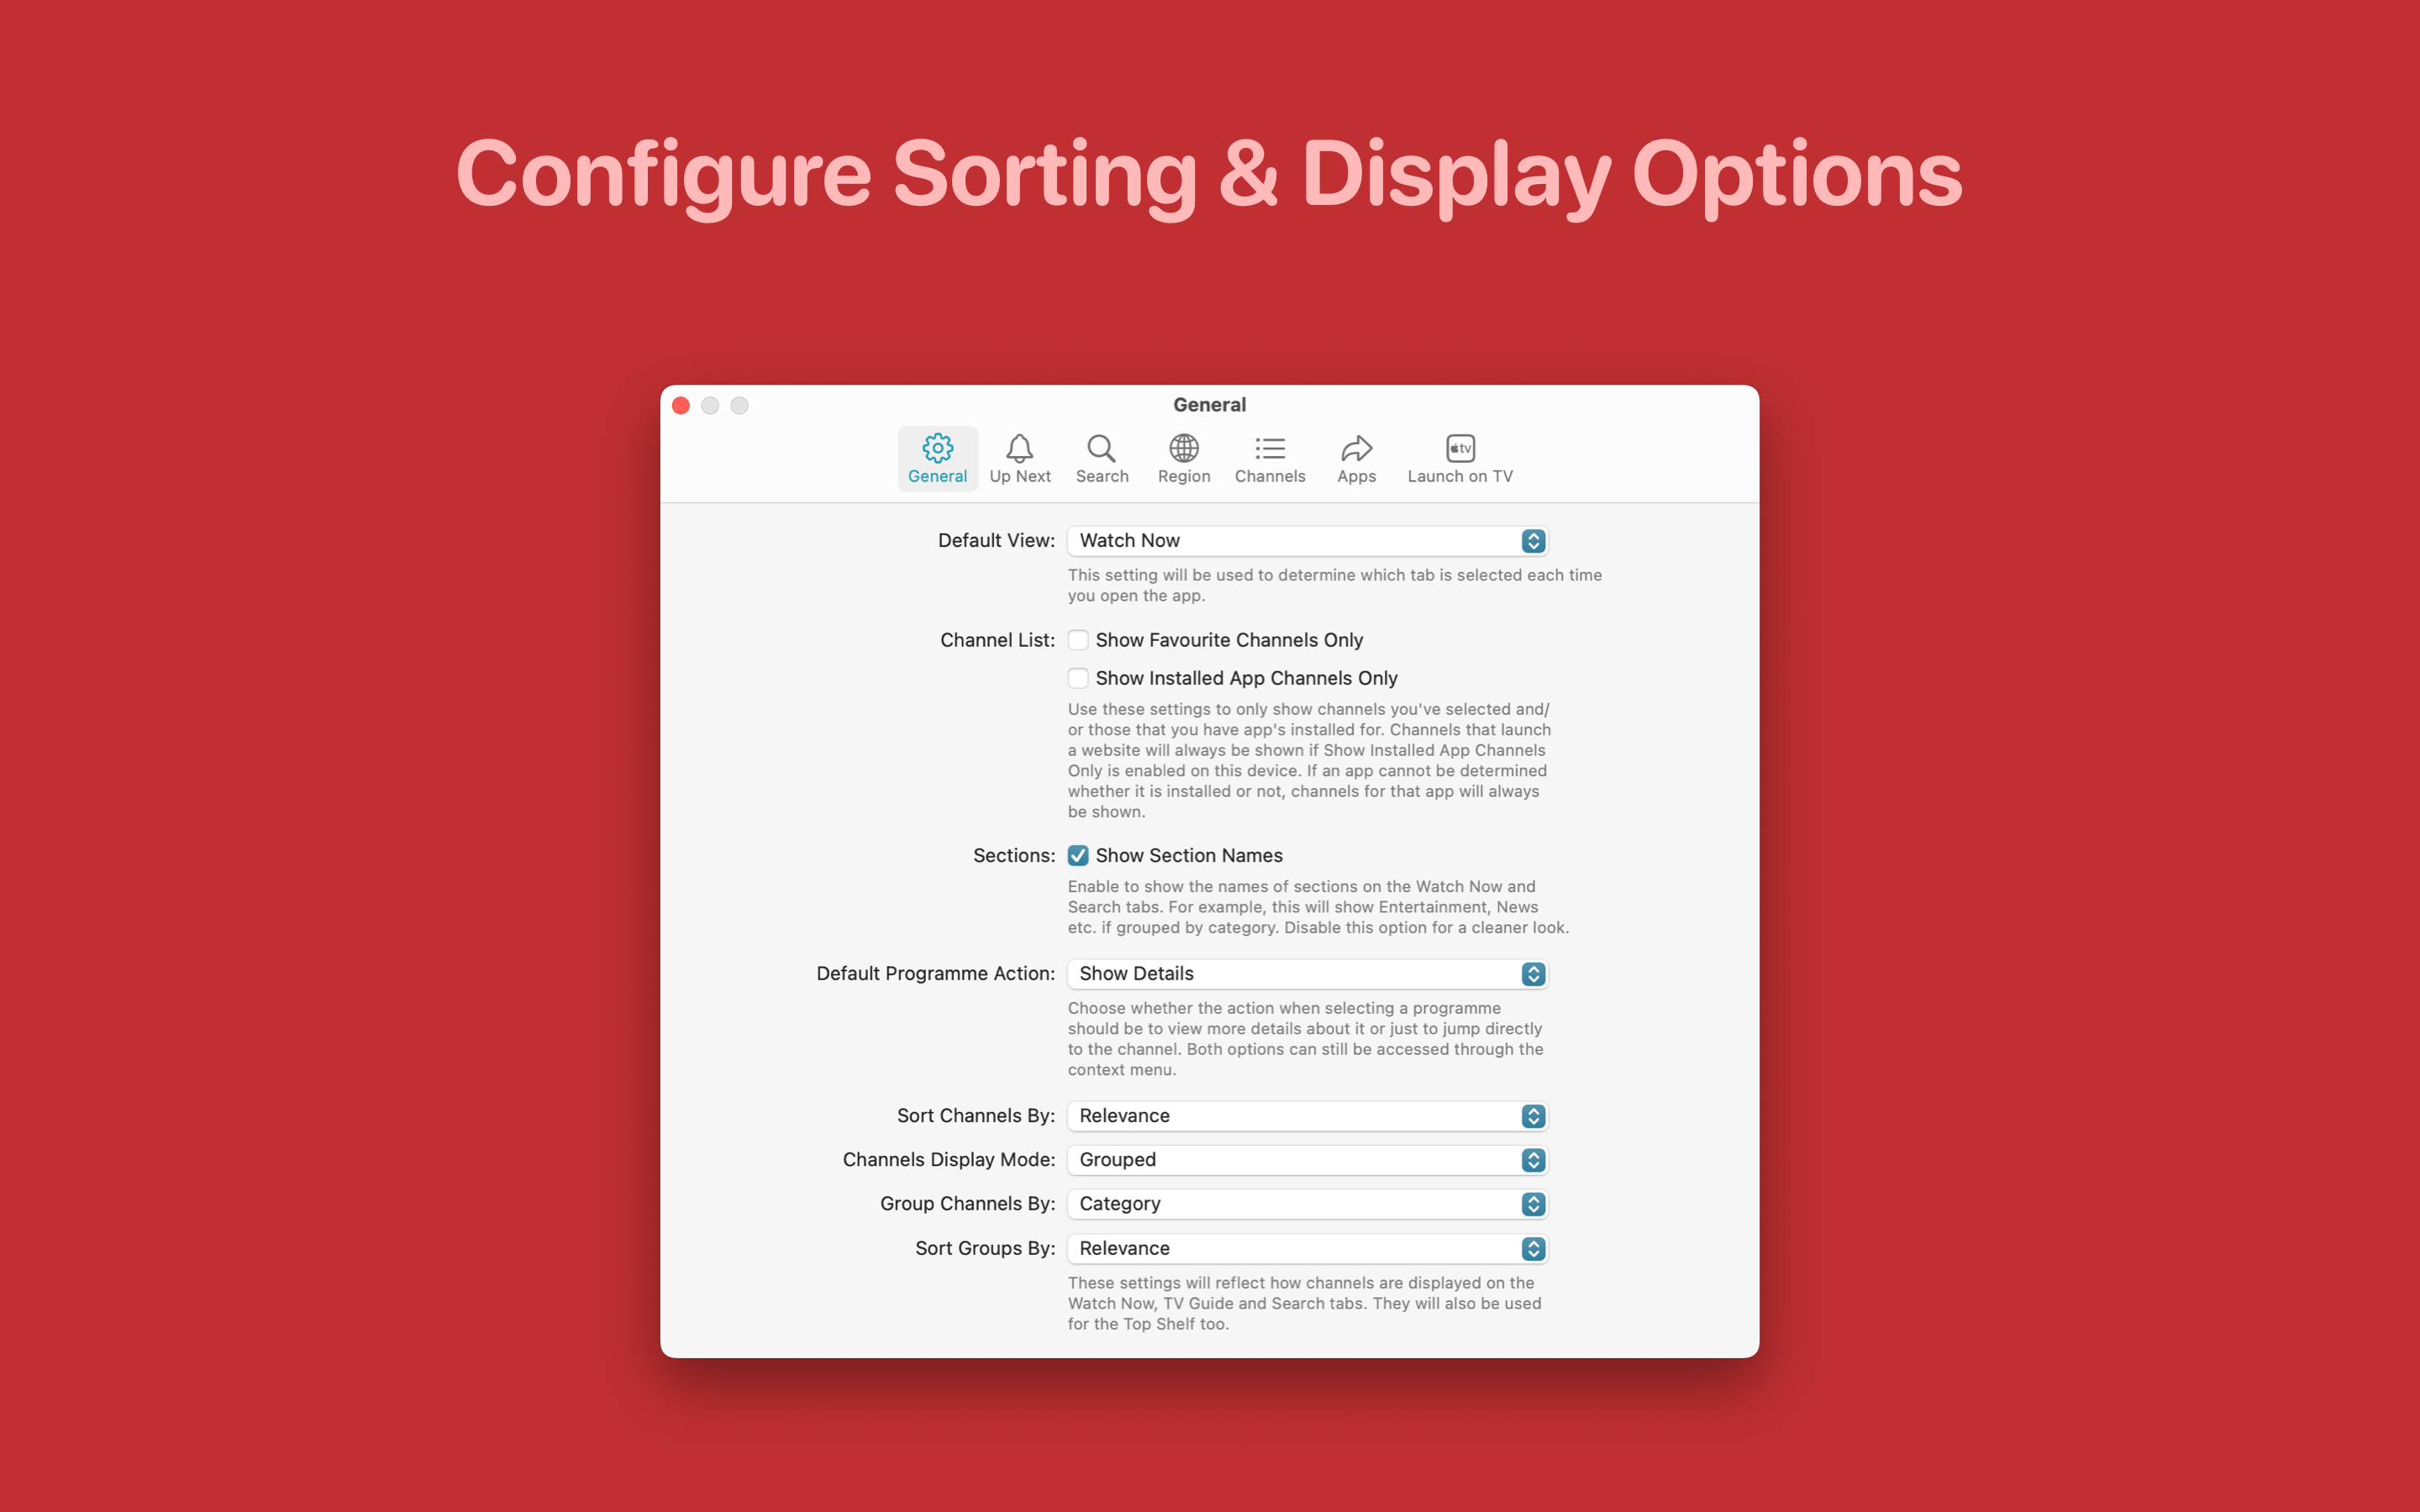 Configure Sorting & Display Options
General
General
Up Next
Search
Region
Channels
Apps
tv
Launch on TV
Default View: Watch Now
This setting will be used to determine which tab is selected each time
you open the app.
Channel List: Show Favourite Channels Only
Show Installed App Channels Only
Use these settings to only show channels you've selected and/
or those that you have app's installed for. Channels that launch
a website will always be shown if Show Installed App Channels
Only is enabled on this device. If an app cannot be determined
whether it is installed or not, channels for that app will always
be shown.
Sections: Show Section Names
Enable to show the names of sections on the Watch Now and
Search tabs. For example, this will show Entertainment, News
etc. if grouped by category. Disable this option for a cleaner look.
Default Programme Action: Show Details
Choose whether the action when selecting a programme
should be to view more details about it or just to jump directly
to the channel. Both options can still be accessed through the
context menu.
Sort Channels By: Relevance
Channels Display Mode: Grouped
Group Channels By: Category
Sort Groups By: Relevance
These settings will reflect how channels are displayed on the
Watch Now, TV Guide and Search tabs. They will also be used
for the Top Shelf too.